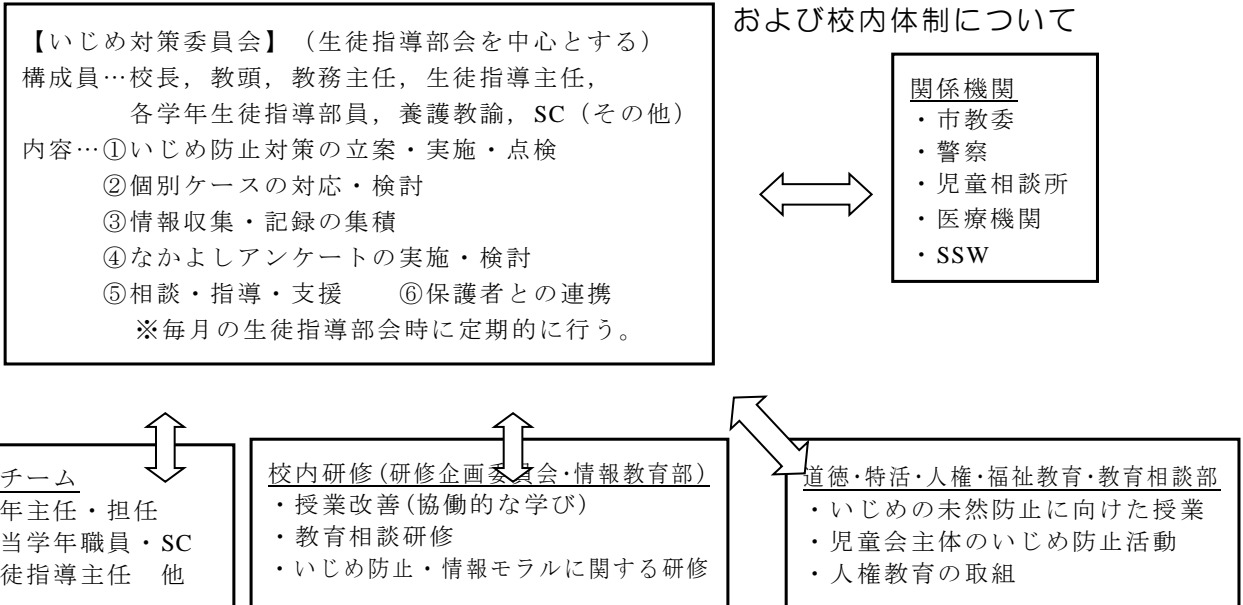 および校内体制について
【いじめ対策委員会】（生徒指導部会を中心とする）
構成員…校長，教頭，教務主任，生徒指導主任，
各学年生徒指導部員，養護教諭，SC（その他）
内容…①いじめ防止対策の立案・実施・点検
②個別ケースの対応・検討
③情報収集・記録の集積
④なかよしアンケートの実施・検討
⑤相談・指導・支援　　⑥保護者との連携
※毎月の生徒指導部会時に定期的に行う。
関係機関
・市教委
・警察
・児童相談所
・医療機関
・SSW
チーム
年主任・担任
当学年職員・SC
徒指導主任　他
校内研修(研修企画委員会･情報教育部)
・授業改善(協働的な学び)
・教育相談研修
・いじめ防止・情報モラルに関する研修
道徳･特活･人権･福祉教育･教育相談部
・いじめの未然防止に向けた授業
・児童会主体のいじめ防止活動
・人権教育の取組